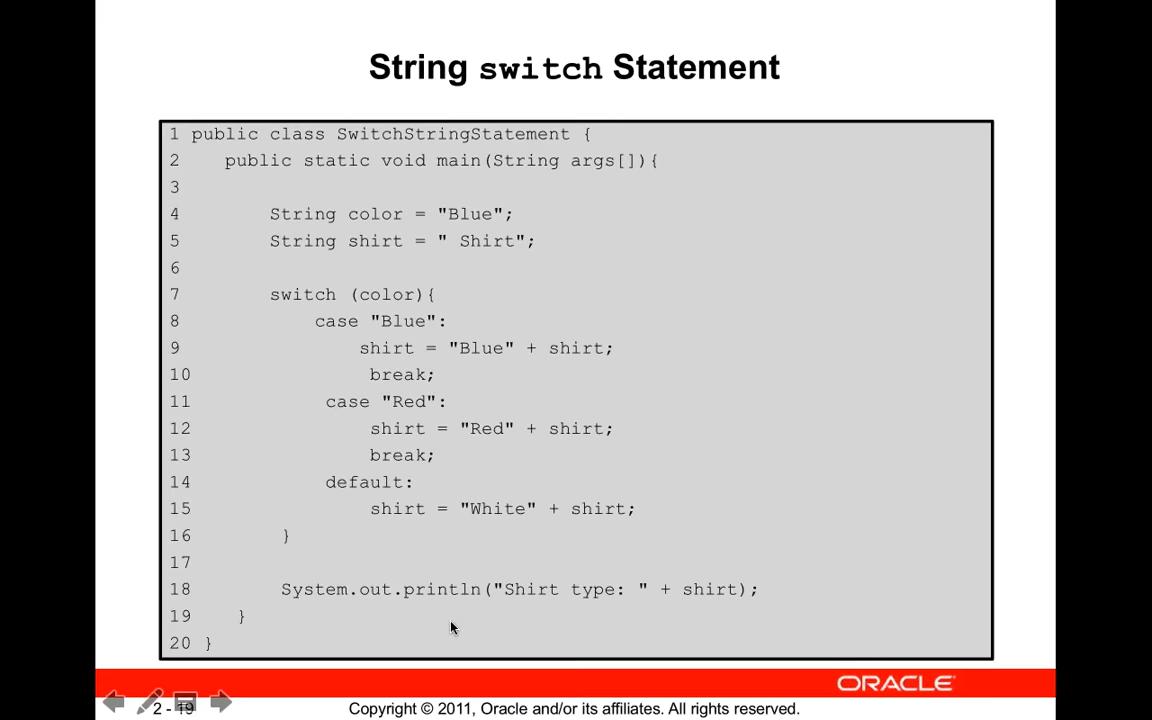 String switch Statement
1 public class SwitchStringStatement {
2 public static void main(String args[]){
3
4 String color = "Blue";
5 String shirt = " Shirt";
6
7 switch (color){
8 case "Blue":
9 shirt = "Blue" + shirt;
10 break;
11 case "Red":
12 shirt = "Red" + shirt;
13 break;
14 default:
15 shirt = "White" + shirt;
16 }
17
18 System.out.println("Shirt type: " + shirt);
19 }
20 }
ORACLE
2 - 19 Copyright © 2011, Oracle and/or its affiliates. All rights reserved.